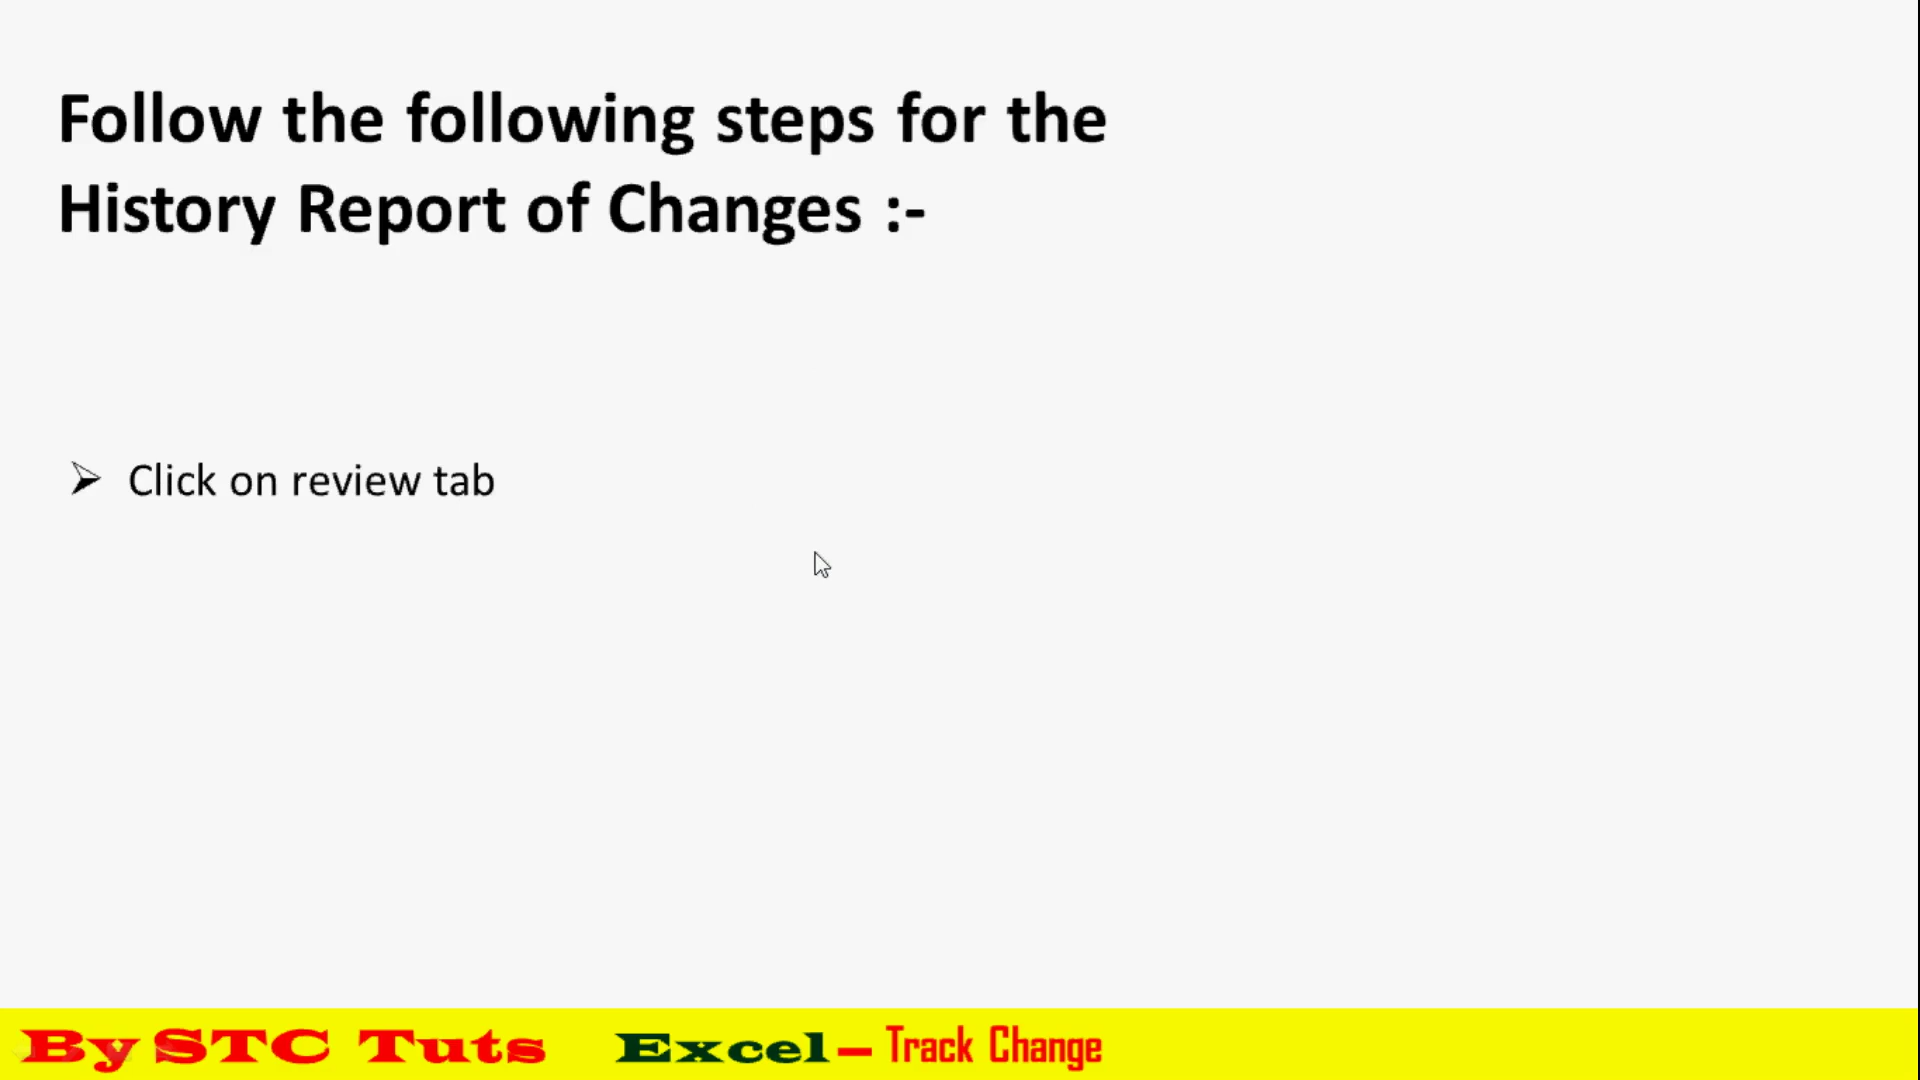 Follow the following steps for the
History Report of Changes :-
➢ Click on review tab
By STC Tuts Excel – Track Change